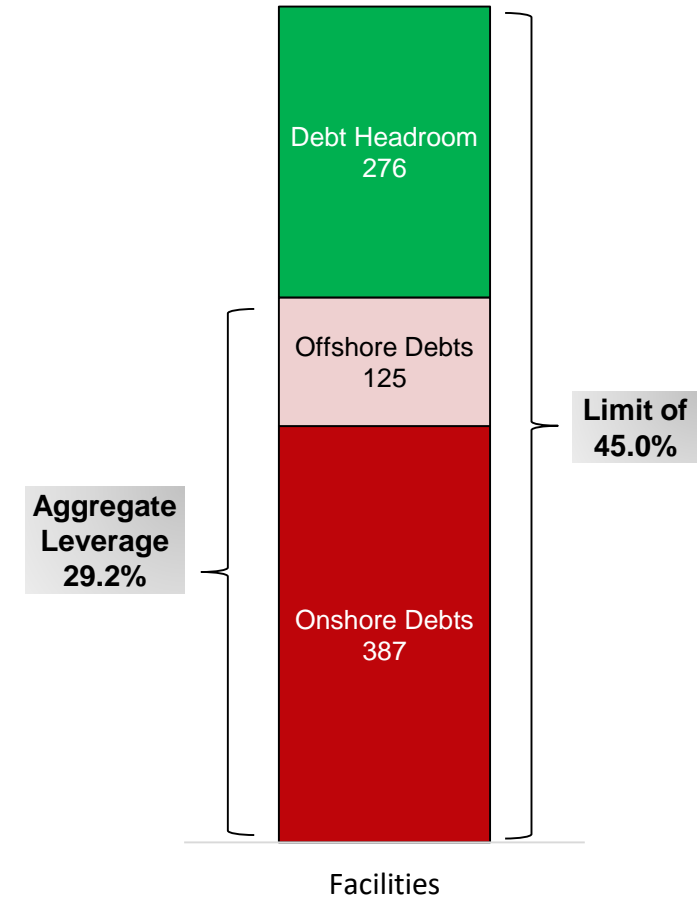 Debt Headroom
276
Offshore Debts
125
Limit of
45.0%
Aggregate
Leverage
29.2%
Onshore Debts
387
Facilities